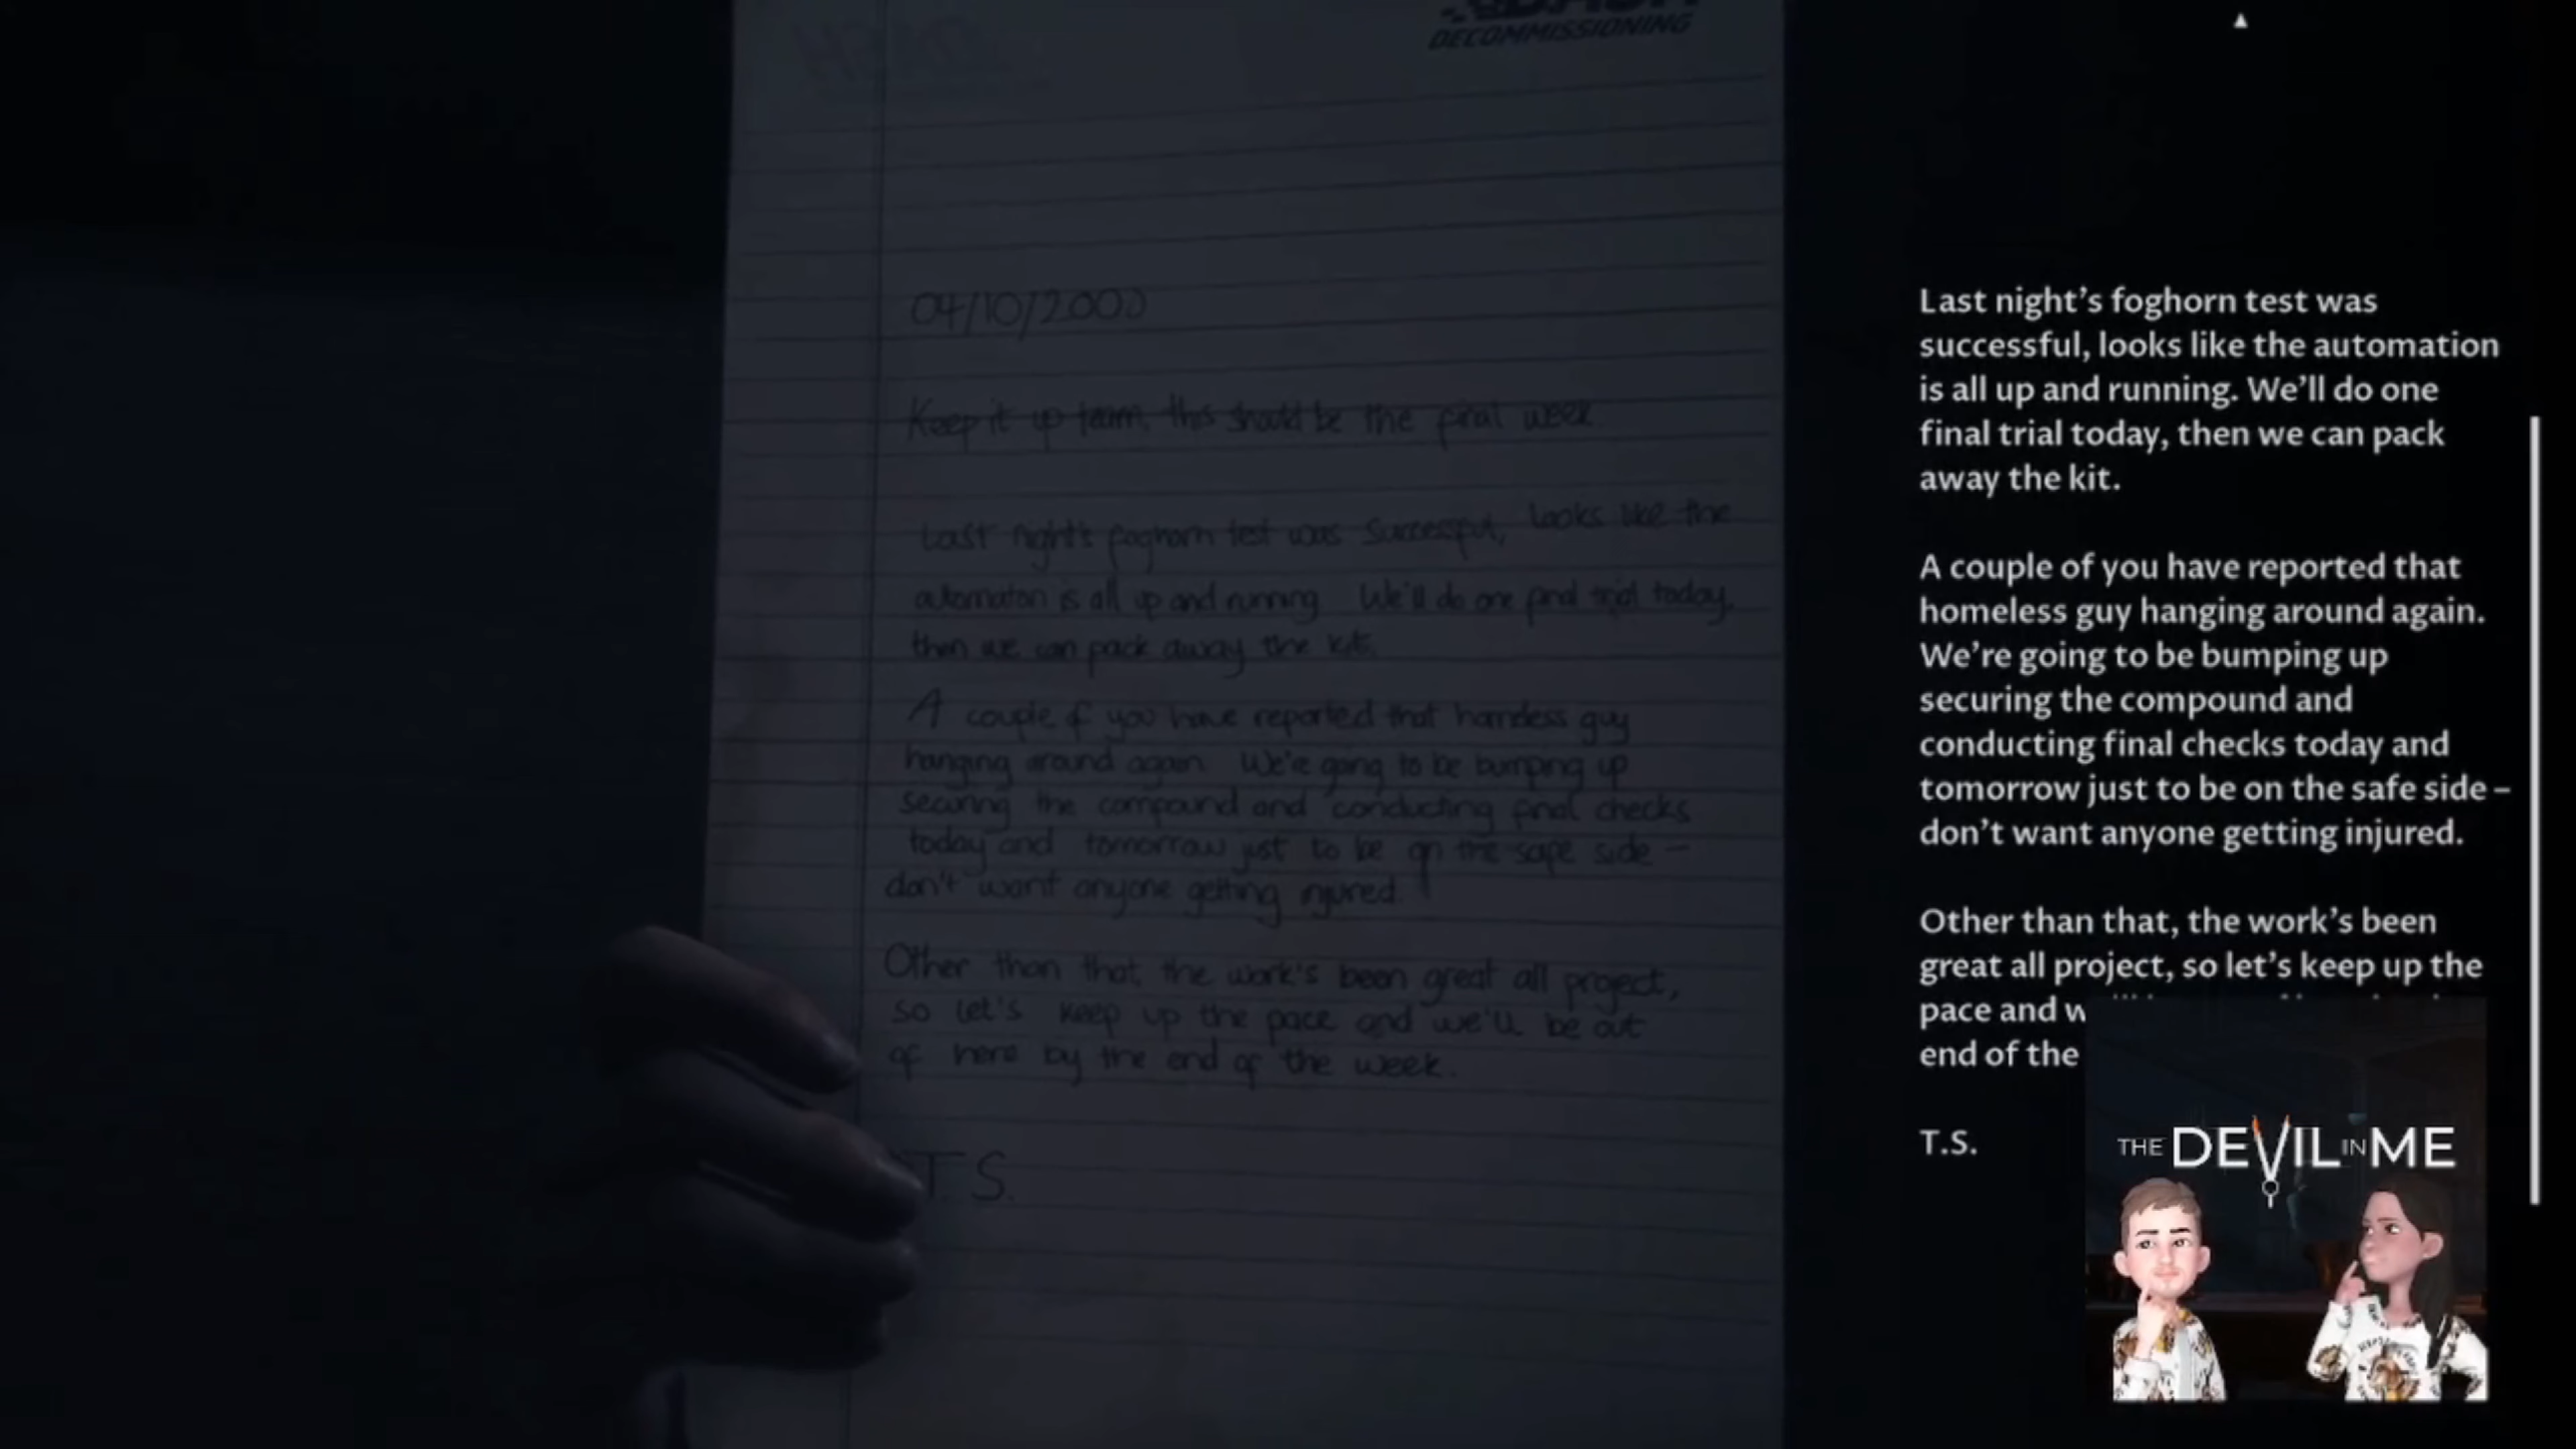 DECOMMISSIONING
04/10/2000
Keep it up team, this should be the final week
Last night's foghorn test was successful, looks like the
automation is all up and running. We'll do one final trial today,
then we can pack away the kit.
A couple of you have reported that homeless guy
hanging around again. We're going to be bumping up
securing the compound and conducting final checks
today and tomorrow just to be on the safe side –
don't want anyone getting injured.
Other than that, the work's been great all project,
so let's keep up the pace and we'll be out
of here by the end of the week.
T.S.
Last night's foghorn test was
successful, looks like the automation
is all up and running. We'll do one
final trial today, then we can pack
away the kit.
A couple of you have reported that
homeless guy hanging around again.
We're going to be bumping up
securing the compound and
conducting final checks today and
tomorrow just to be on the safe side –
don't want anyone getting injured.
Other than that, the work's been
great all project, so let's keep up the
pace and
end of the
T.S.
THE DEVIL IN ME